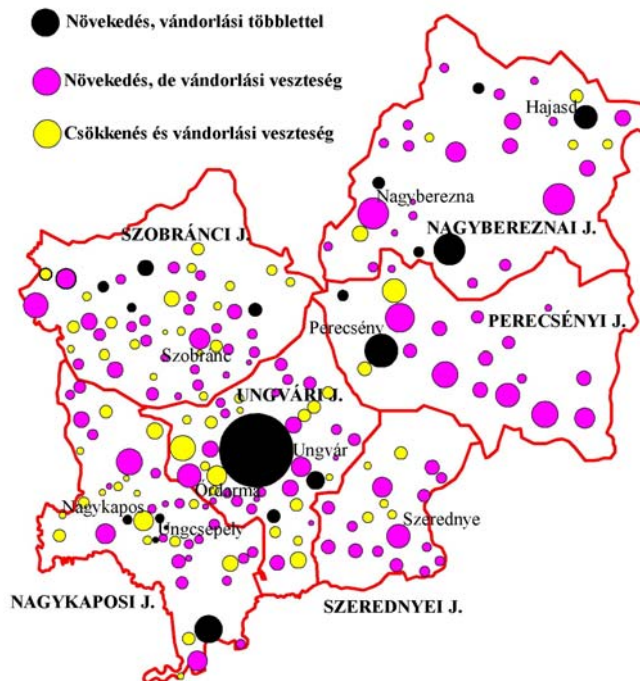 Növekedés, vándorlási többlettel
Növekedés, de vándorlási veszteség
Csökkenés és vándorlási veszteség
Hajasd
Nagyberezna
NAGYBEREZNAI J.
SZOBRÁNCI J.
PERECSÉNYI J.
Perecsény
Szobránc
UNGVÁRI J.
Ungvár
Őrdarma
Nagykapos
Ungcsepely
Szerednye
NAGYKAPOSI J.
SZEREDNYEI J.